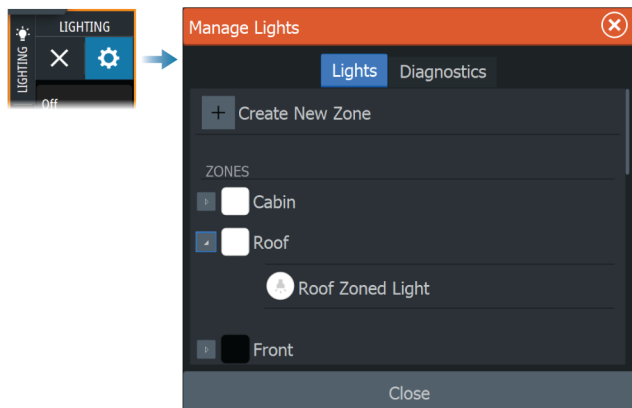 LIGHTING
LIGHTING
Off
Manage Lights
Lights Diagnostics
+ Create New Zone
ZONES
Cabin
Roof
Roof Zoned Light
Front
Close